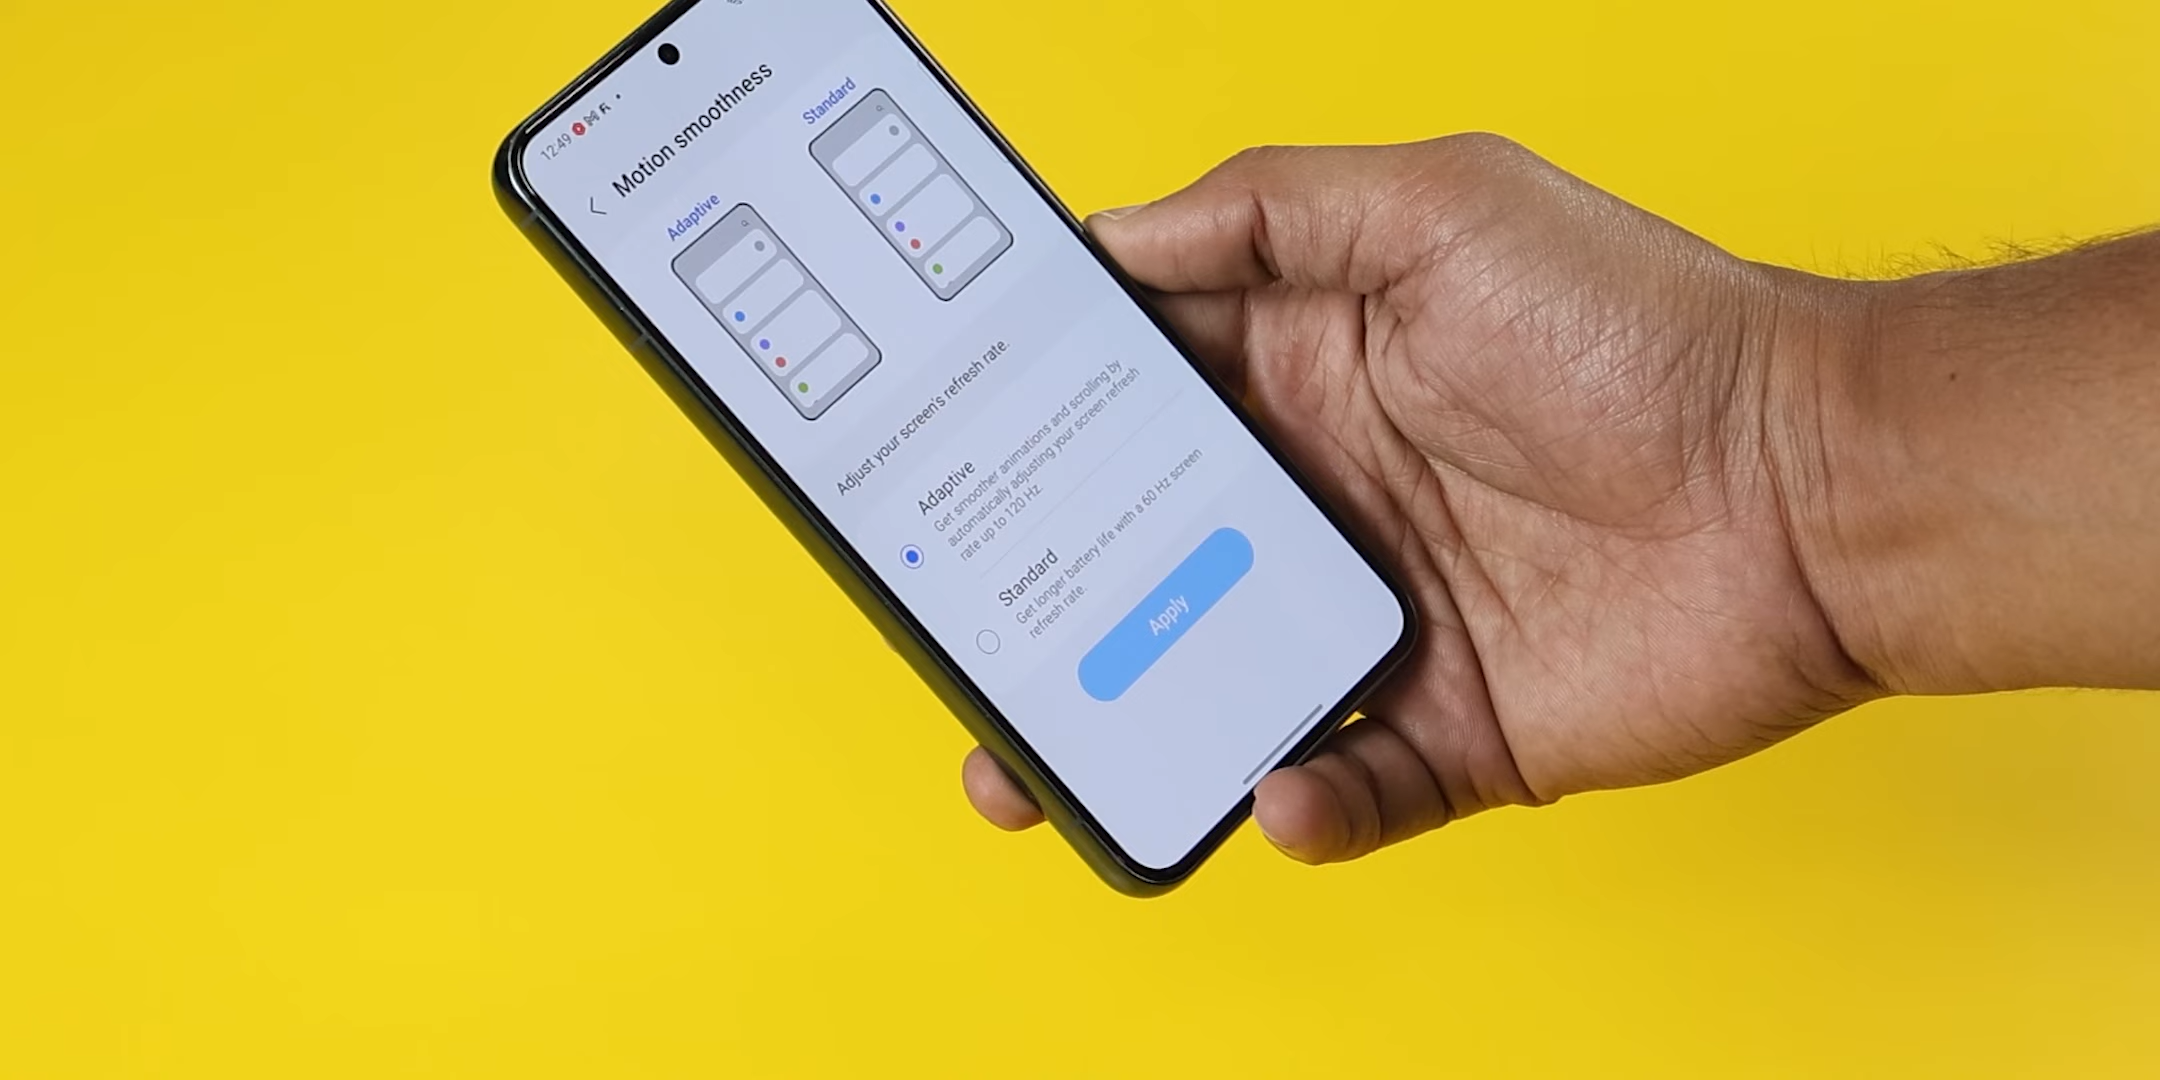 12:49
Motion smoothness
Adaptive
Standard
Adjust your screen's refresh rate.
Adaptive
Get smoother animations and scrolling by
automatically adjusting your screen refresh
rate up to 120 Hz.
Standard
Get longer battery life with a 60 Hz screen
refresh rate.
Apply